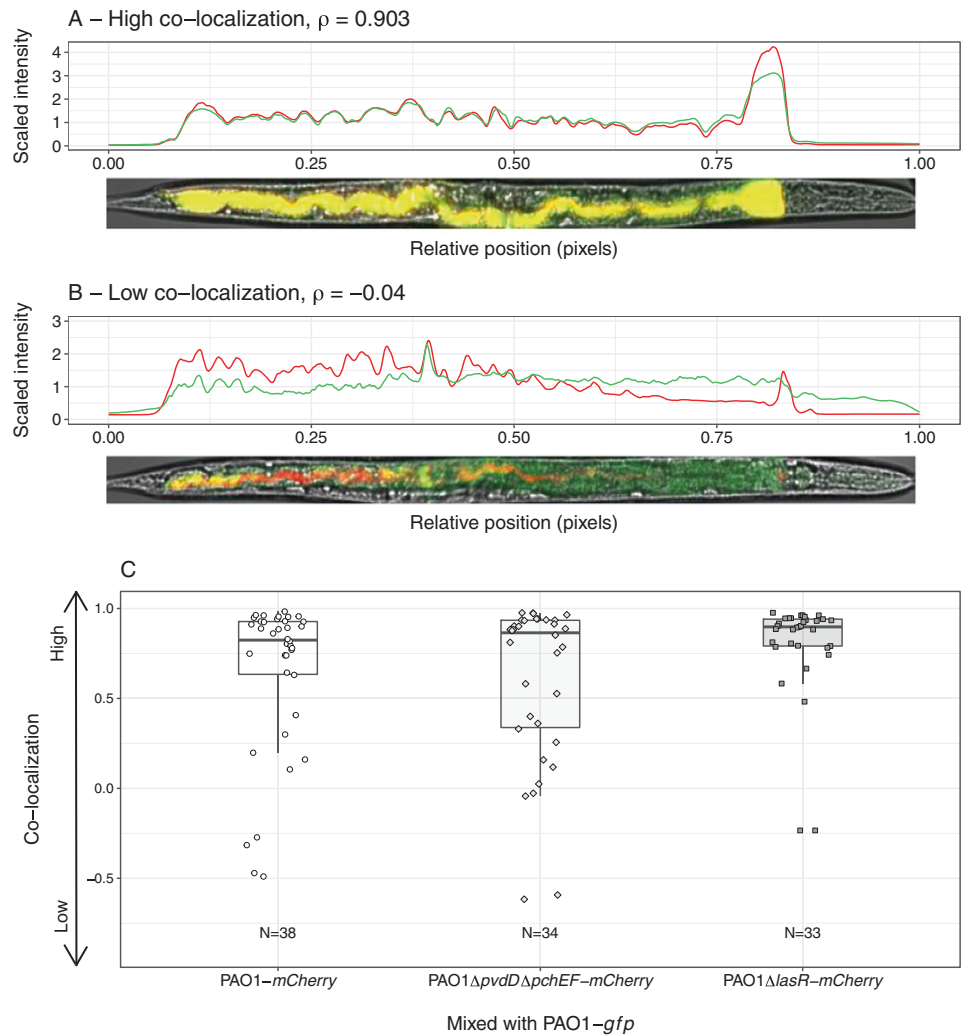 A – High co–localization, ρ = 0.903
Scaled intensity
4
3
2
1
0
0.00 0.25 0.50 0.75 1.00
Relative position (pixels)
B – Low co–localization, ρ = –0.04
Scaled intensity
3
2
1
0
0.00 0.25 0.50 0.75 1.00
Relative position (pixels)
C
High
Co–localization
Low
1.0
0.5
0.0
–0.5
N=38 N=34 N=33
PAO1–mCherry PAO1ΔpvdDΔpchEF–mCherry PAO1ΔlasR–mCherry
Mixed with PAO1–gfp